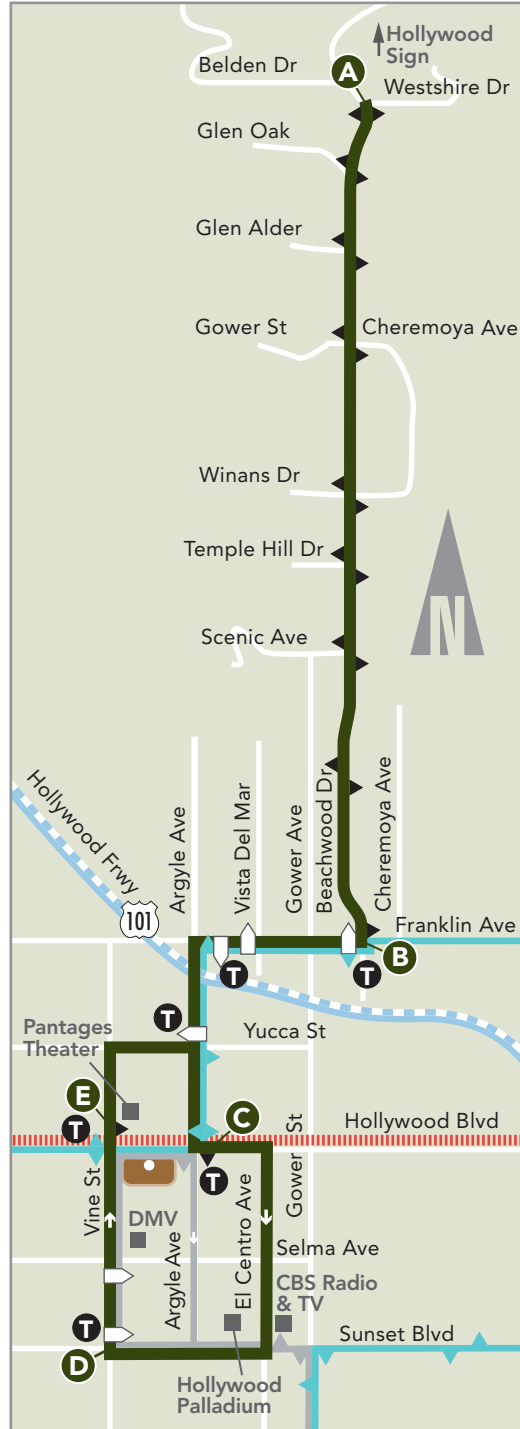 Hollywood
Sign
Belden Dr
A
Westshire Dr
Glen Oak
Glen Alder
Gower St
Cheremoya Ave
Winans Dr
Temple Hill Dr
N
Scenic Ave
Hollywood Frwy
Argyle Ave
Vista Del Mar
Gower Ave
Beachwood Dr
Cheremoya Ave
101
Franklin Ave
B
T
T
T
Yucca St
Pantages
Theater
E
C
T
Hollywood Blvd
T
Vine St
DMV
Argyle Ave
El Centro Ave
Gower St
Selma Ave
CBS Radio
& TV
T
Sunset Blvd
D
Hollywood
Palladium